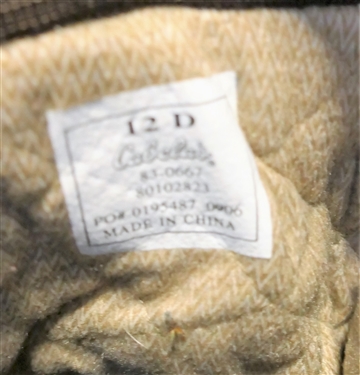 12 D
Cabela's
83-0667
80102823
PO# 0195487 0906
MADE IN CHINA